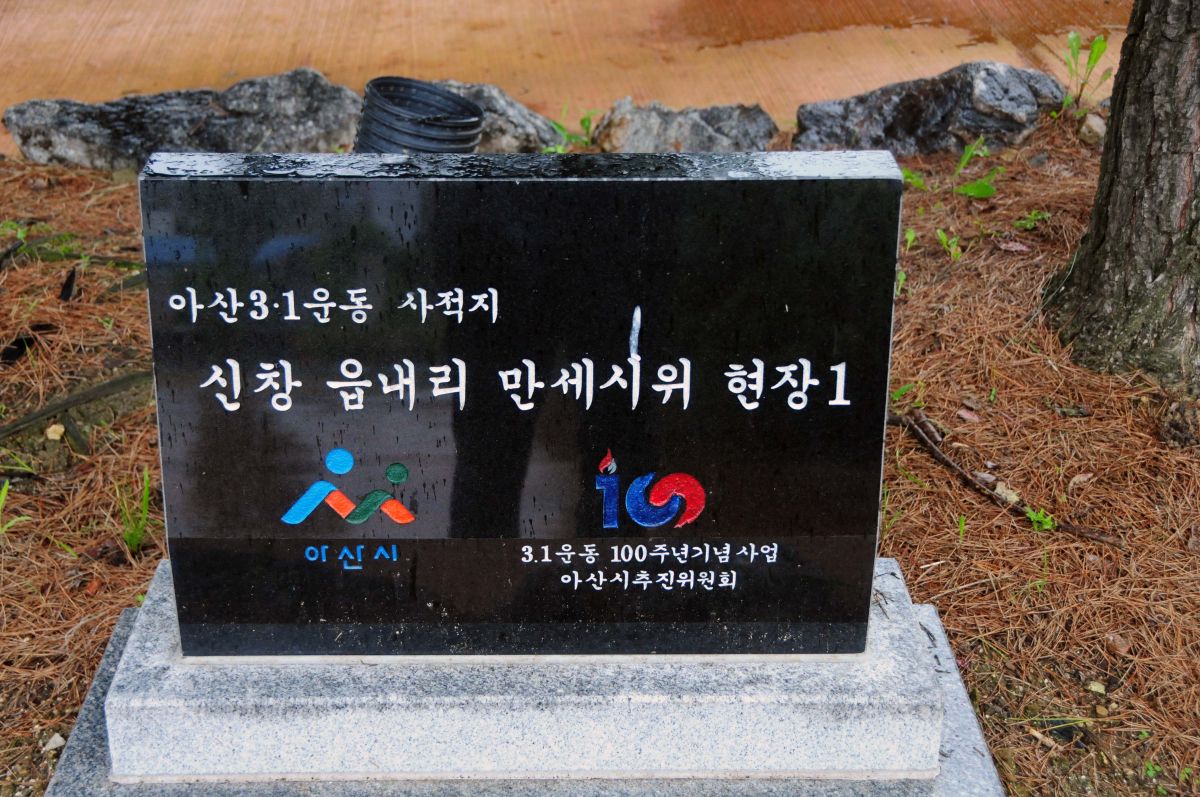 아산3·1운동 사적지
신창 읍내리 만세시위 현장1
아산시
100
3.1운동 100주년기념사업
아산시추진위원회